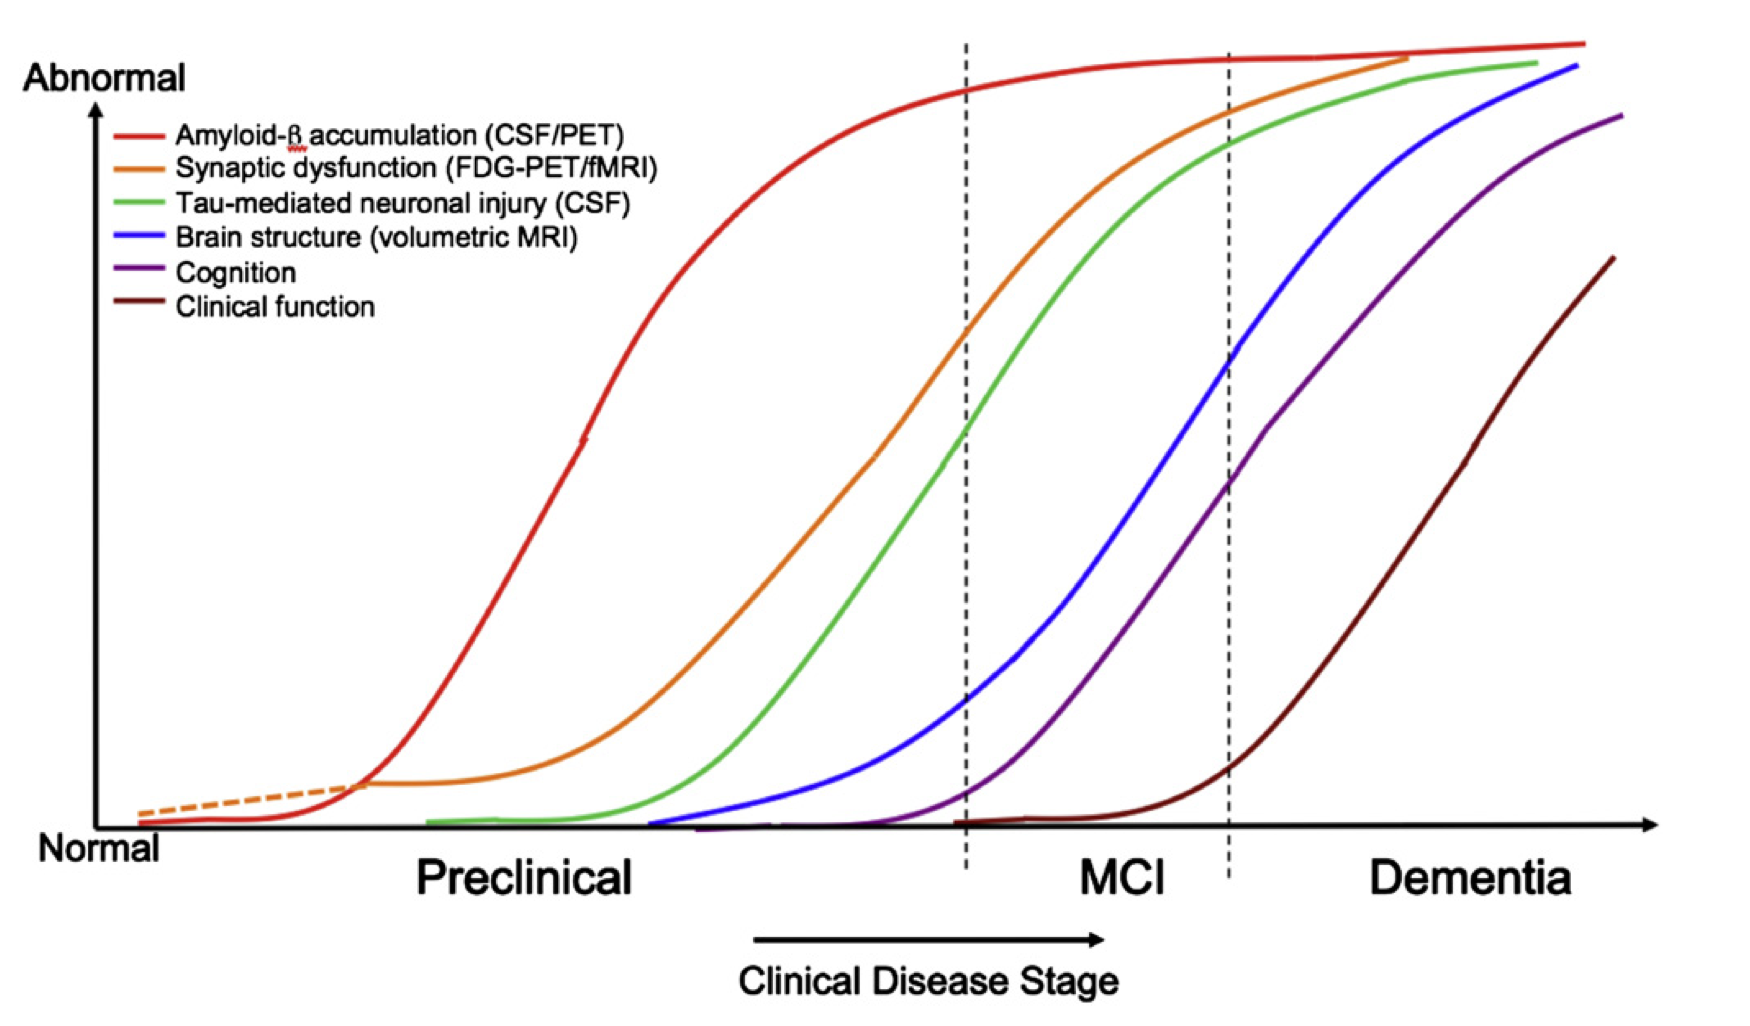 Abnormal
Amyloid-β accumulation (CSF/PET)
Synaptic dysfunction (FDG-PET/fMRI)
Tau-mediated neuronal injury (CSF)
Brain structure (volumetric MRI)
Cognition
Clinical function
Normal
Preclinical MCI Dementia
Clinical Disease Stage